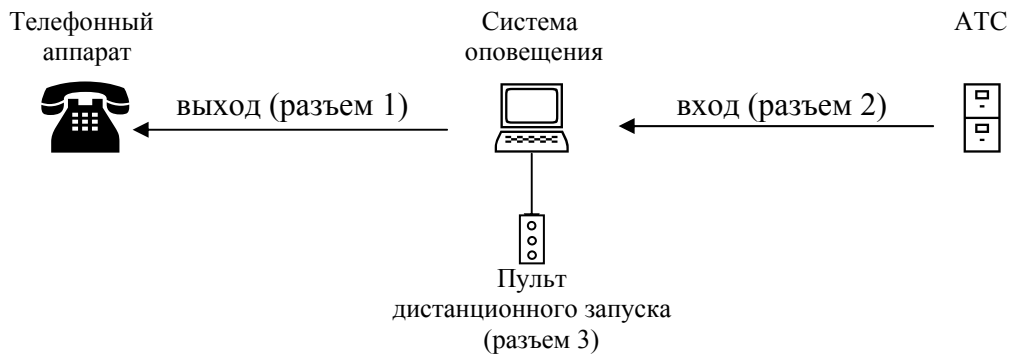 Телефонный
аппарат
Система
оповещения
АТС
выход (разъем 1)
вход (разъем 2)
Пульт
дистанционного запуска
(разъем 3)